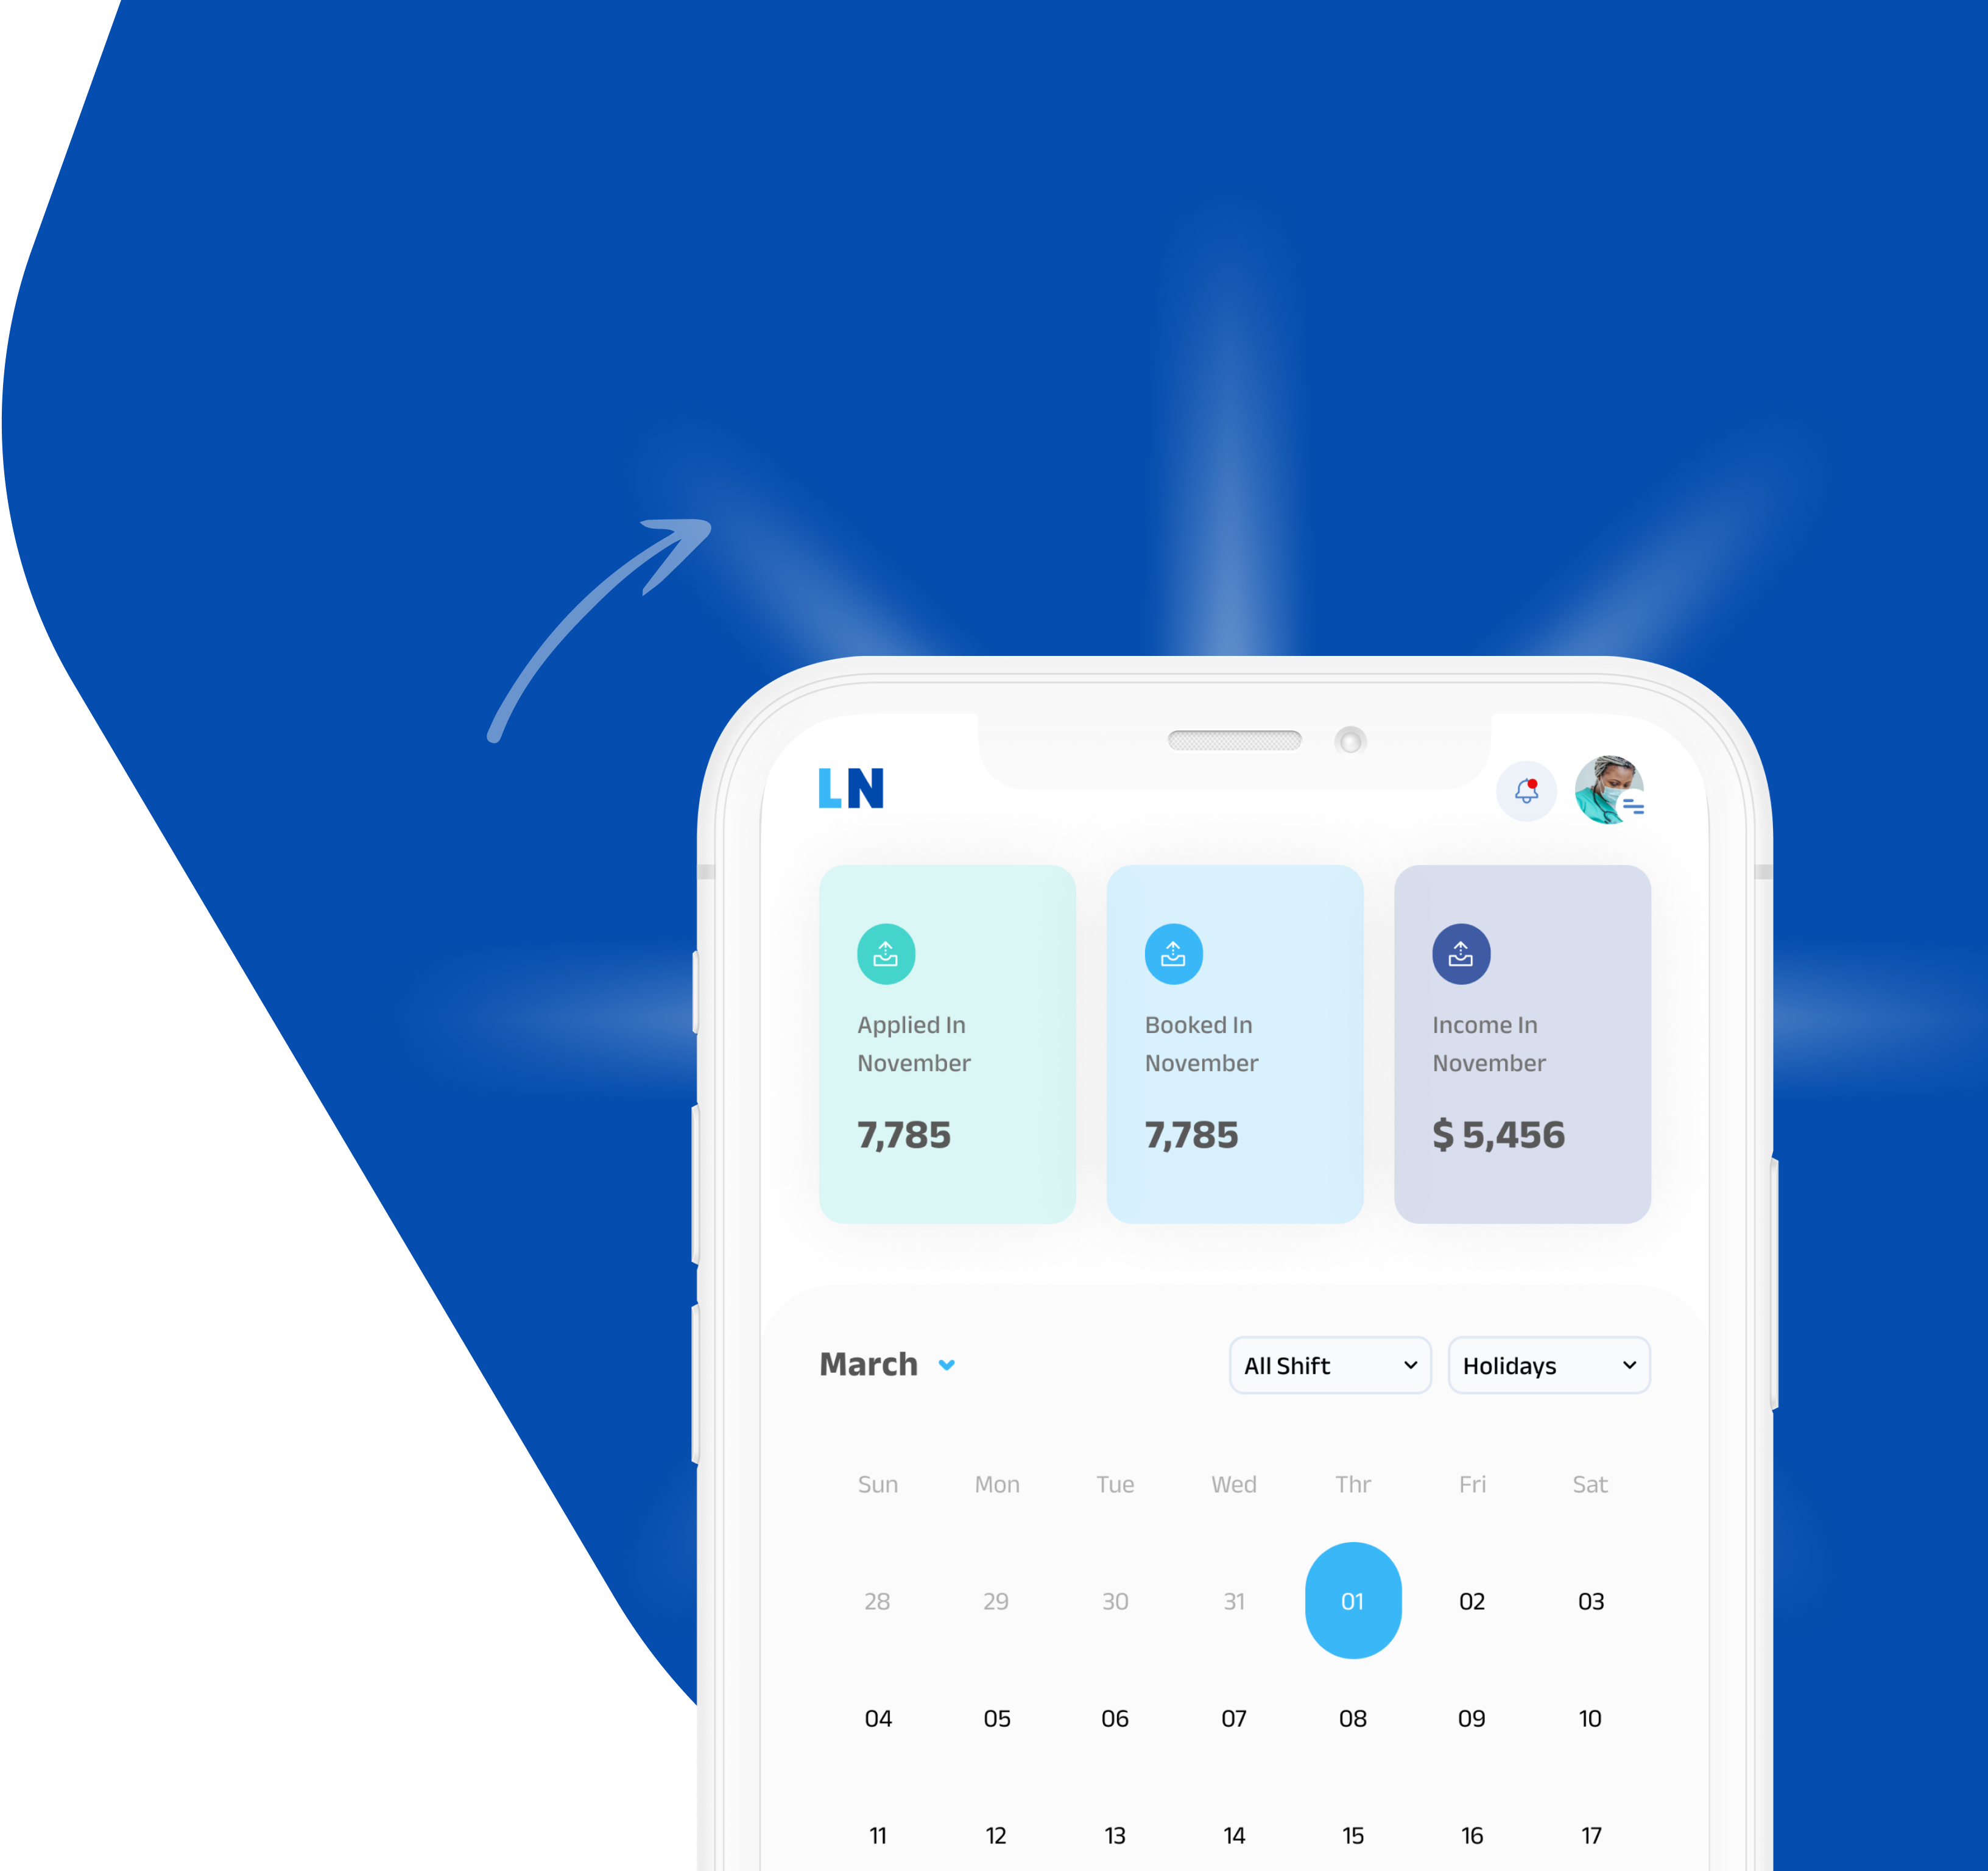 LN
Applied In
November
7,785
Booked In
November
7,785
Income In
November
$ 5,456
March
All Shift
Holidays
Sun Mon Tue Wed Thr Fri Sat
28 29 30 31 01 02 03
04 05 06 07 08 09 10
11 12 13 14 15 16 17